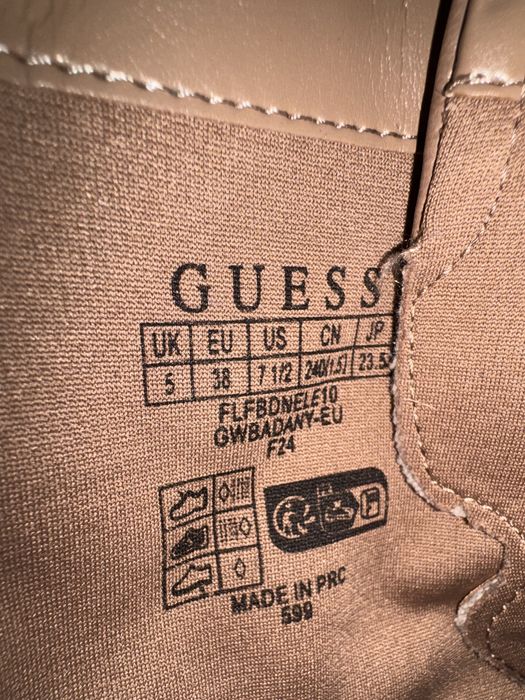 GUESS
UK EU US CN JP
5 38 7 1/2 240(1.5) 23.5
FLFBDNELE10
GWBADANY-EU
F24
MADE IN PRC
599